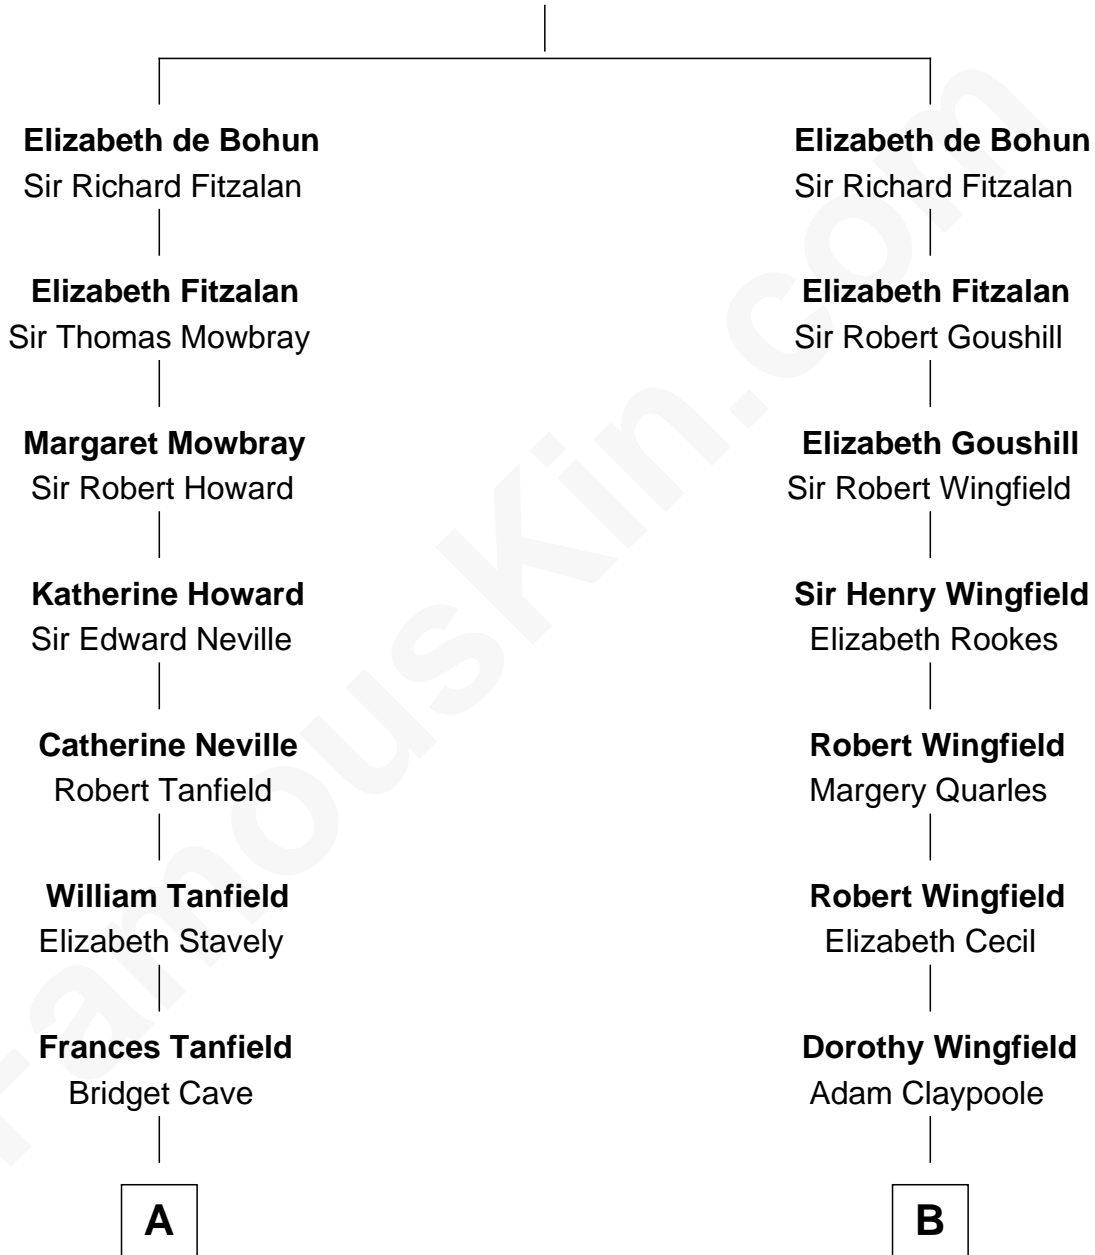 Elizabeth de Bohun
Sir Richard Fitzalan
Elizabeth Fitzalan
Sir Thomas Mowbray
Margaret Mowbray
Sir Robert Howard
Katherine Howard
Sir Edward Neville
Catherine Neville
Robert Tanfield
William Tanfield
Elizabeth Stavely
Frances Tanfield
Bridget Cave
A
Elizabeth de Bohun
Sir Richard Fitzalan
Elizabeth Fitzalan
Sir Robert Goushill
Elizabeth Goushill
Sir Robert Wingfield
Sir Henry Wingfield
Elizabeth Rookes
Robert Wingfield
Margery Quarles
Robert Wingfield
Elizabeth Cecil
Dorothy Wingfield
Adam Claypoole
B
FamousKin.com